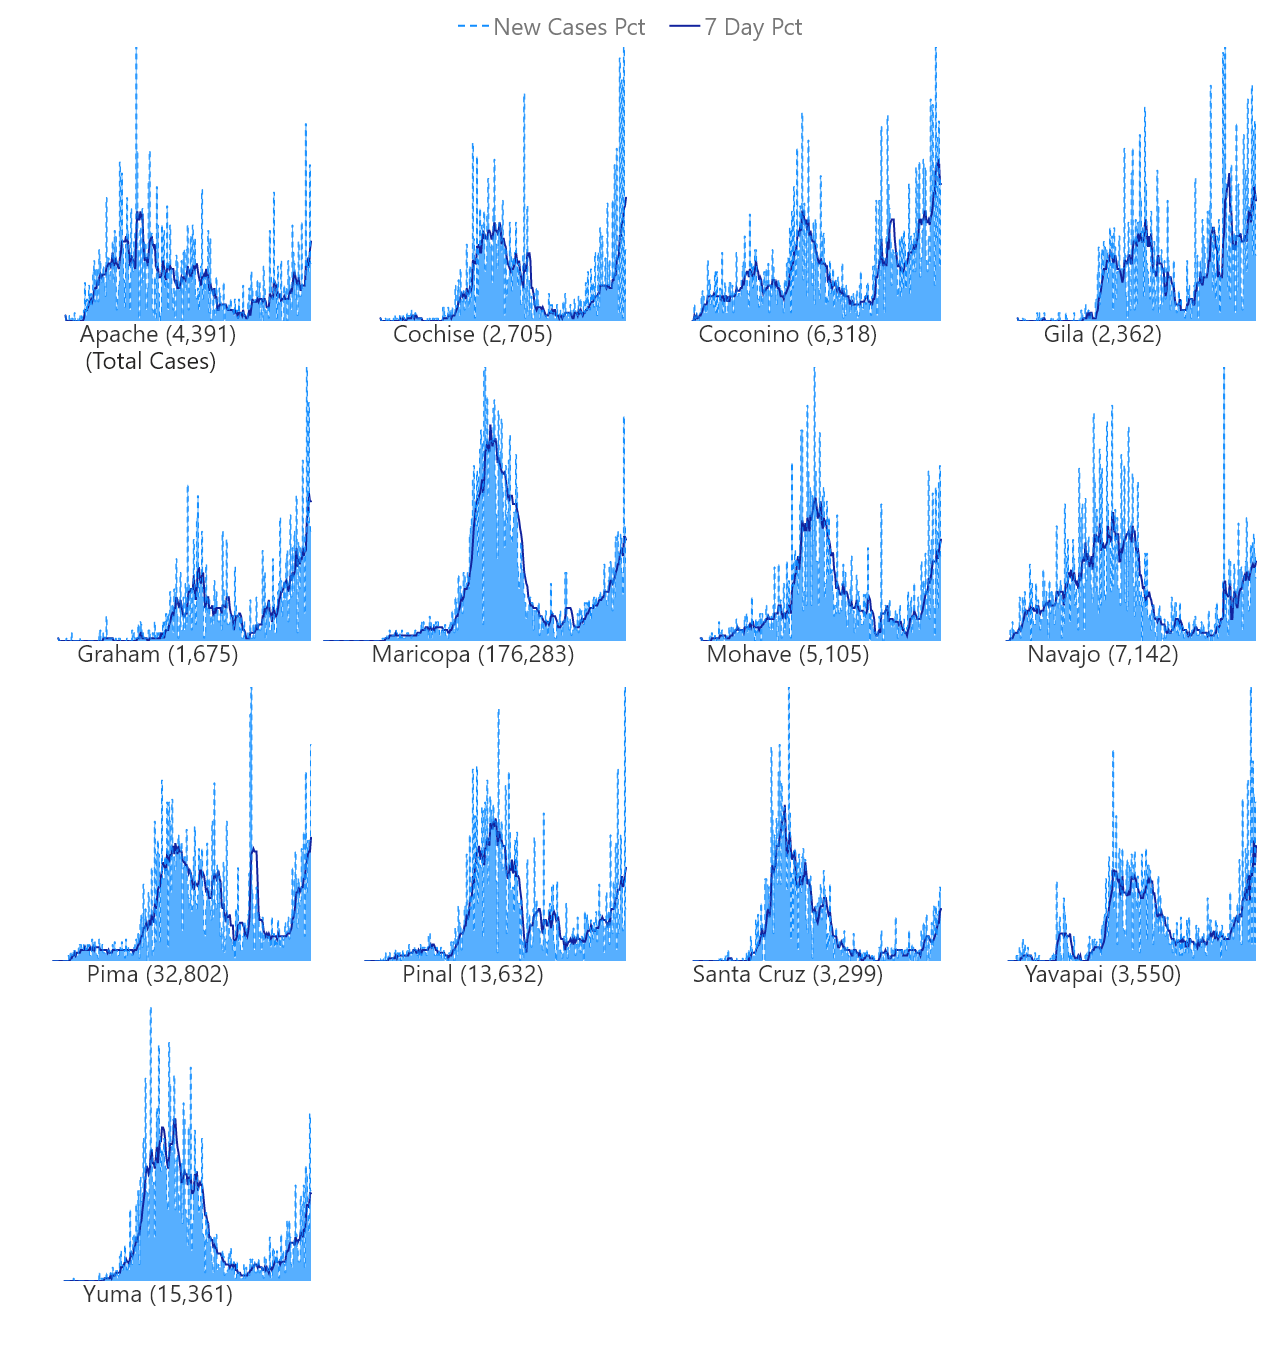 New Cases Pct 7 Day Pct
Apache (4,391) Cochise (2,705) Coconino (6,318) Gila (2,362)
(Total Cases)
Graham (1,675) Maricopa (176,283) Mohave (5,105) Navajo (7,142)
Pima (32,802) Pinal (13,632) Santa Cruz (3,299) Yavapai (3,550)
Yuma (15,361)